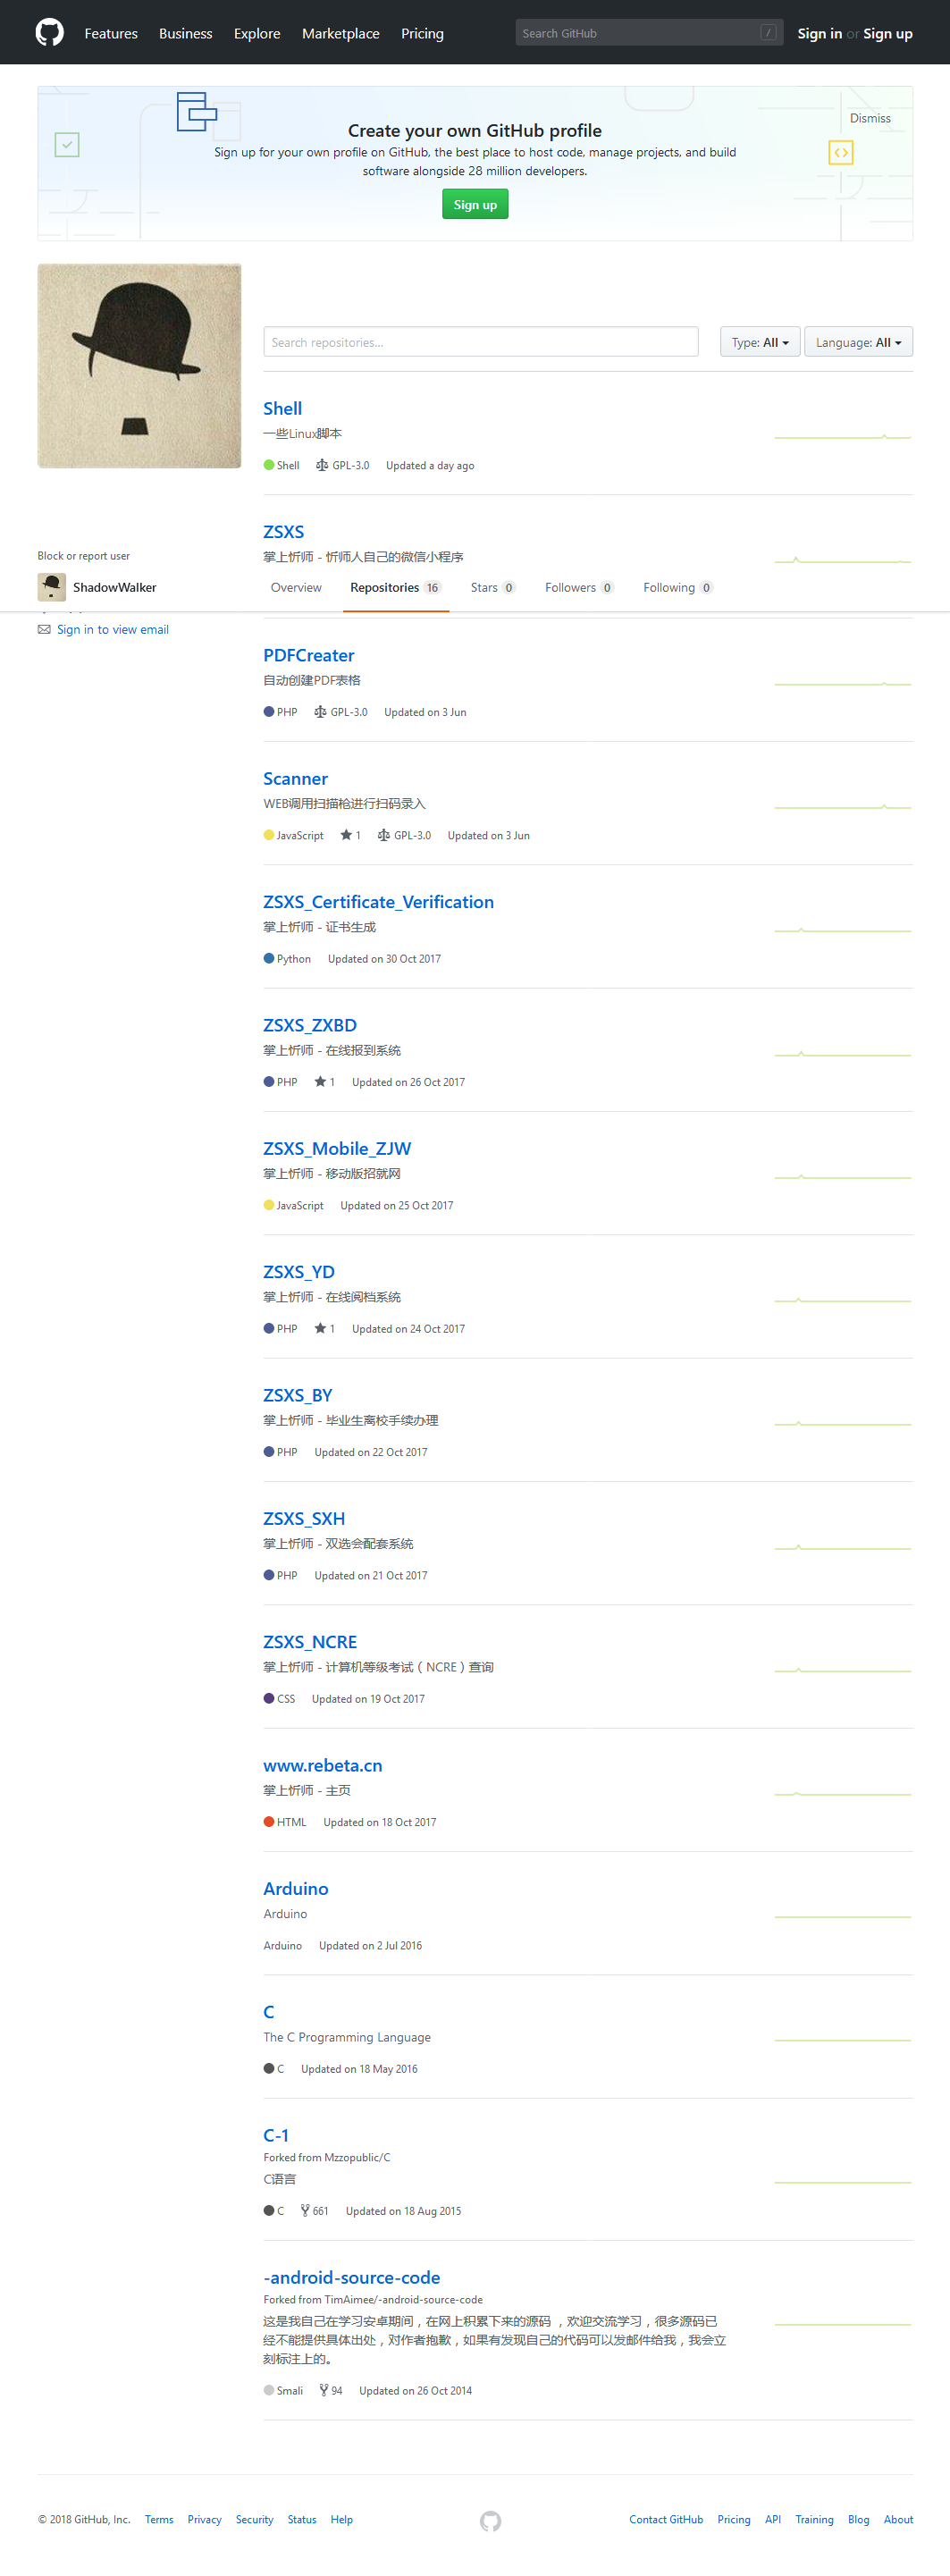 Features Business Explore Marketplace Pricing Search GitHub / Sign in or Sign up
Dismiss
Create your own GitHub profile
Sign up for your own profile on GitHub, the best place to host code, manage projects, and build
software alongside 28 million developers.
Sign up
Search repositories... Type: All Language: All
Shell
一些Linux脚本
Shell GPL-3.0 Updated a day ago
ZSXS
掌上忻师 - 忻师人自己的微信小程序
Block or report user
ShadowWalker
Overview Repositories 16 Stars 0 Followers 0 Following 0
Sign in to view email
PDFCreater
自动创建PDF表格
PHP GPL-3.0 Updated on 3 Jun
Scanner
WEB调用扫描枪进行扫码录入
JavaScript 1 GPL-3.0 Updated on 3 Jun
ZSXS_Certificate_Verification
掌上忻师 - 证书生成
Python Updated on 30 Oct 2017
ZSXS_ZXBD
掌上忻师 - 在线报到系统
PHP 1 Updated on 26 Oct 2017
ZSXS_Mobile_ZJW
掌上忻师 - 移动版招就网
JavaScript Updated on 25 Oct 2017
ZSXS_YD
掌上忻师 - 在线阅档系统
PHP 1 Updated on 24 Oct 2017
ZSXS_BY
掌上忻师 - 毕业生离校手续办理
PHP Updated on 22 Oct 2017
ZSXS_SXH
掌上忻师 - 双选会配套系统
PHP Updated on 21 Oct 2017
ZSXS_NCRE
掌上忻师 - 计算机等级考试（NCRE）查询
CSS Updated on 19 Oct 2017
www.rebeta.cn
掌上忻师 - 主页
HTML Updated on 18 Oct 2017
Arduino
Arduino
Arduino Updated on 2 Jul 2016
C
The C Programming Language
C Updated on 18 May 2016
C-1
Forked from Mzzopublic/C
C语言
C 661 Updated on 18 Aug 2015
-android-source-code
Forked from TimAimee/-android-source-code
这是我自己在学习安卓期间，在网上积累下来的源码 ，欢迎交流学习，很多源码已
经不能提供具体出处，对作者抱歉，如果有发现自己的代码可以发邮件给我，我会立
刻标注上的。
Smali 94 Updated on 26 Oct 2014
© 2018 GitHub, Inc. Terms Privacy Security Status Help Contact GitHub Pricing API Training Blog About